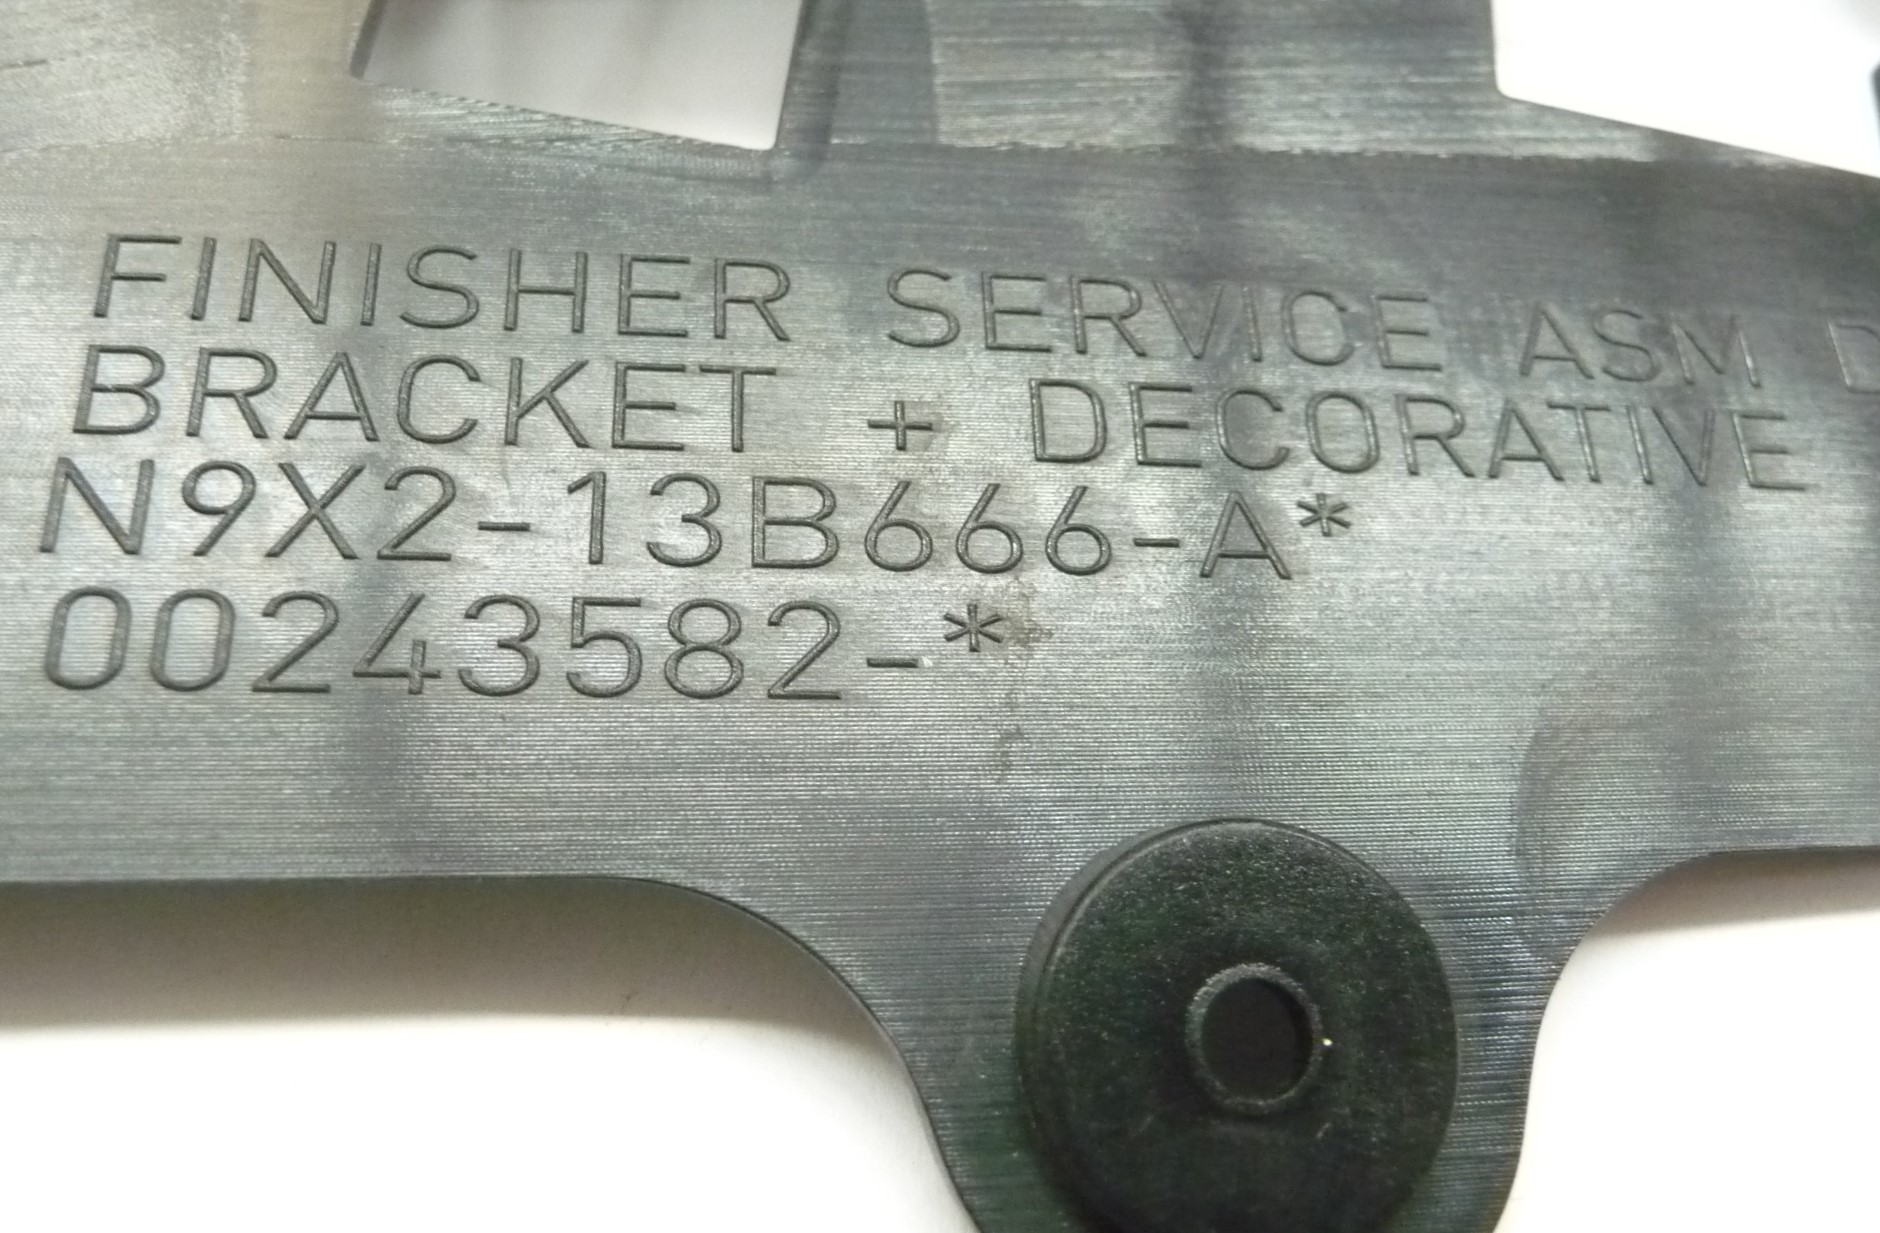 FINISHER SERVICE ASM D
BRACKET + DECORATIVE
N9X2-13B666-A*
00243582-*